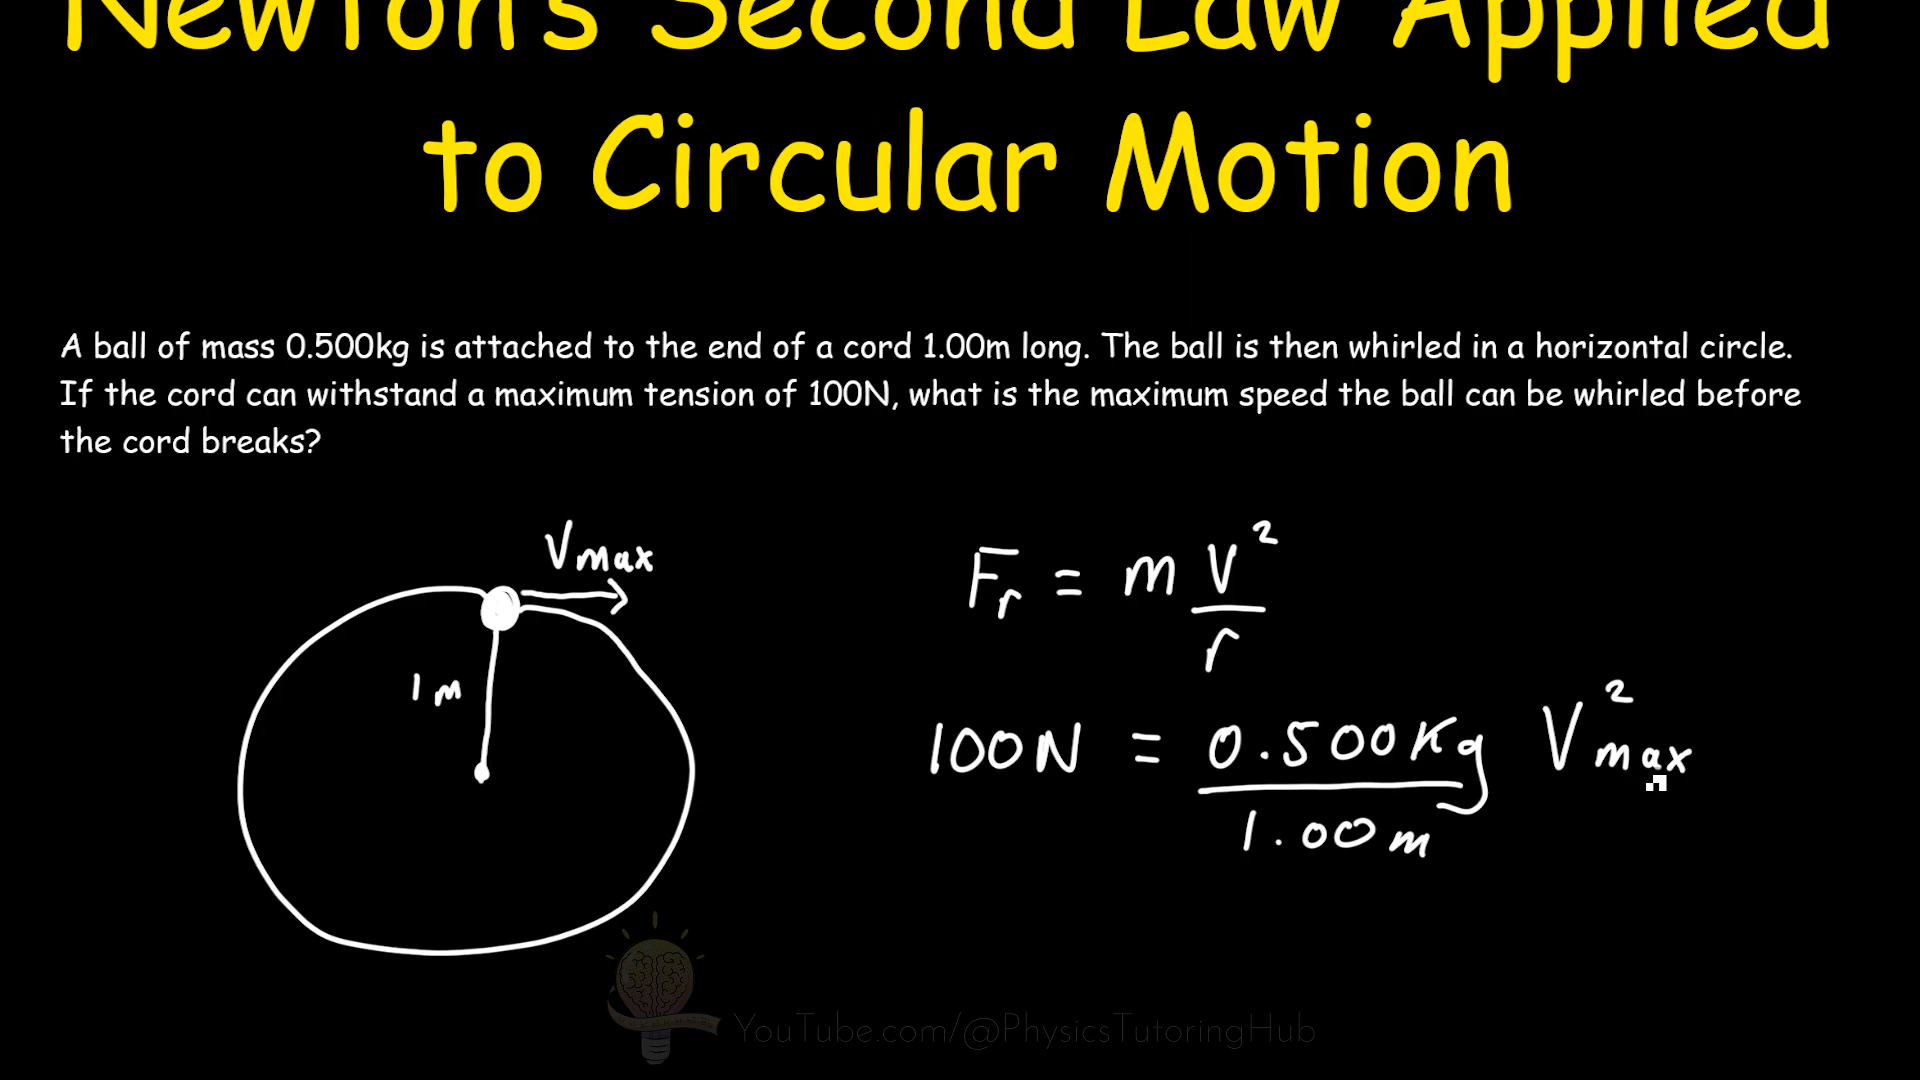 Newton's Second Law Applied
to Circular Motion
A ball of mass 0.500kg is attached to the end of a cord 1.00m long. The ball is then whirled in a horizontal circle.
If the cord can withstand a maximum tension of 100N, what is the maximum speed the ball can be whirled before
the cord breaks?
Vmax
1m
Fr = m V²/r
100N = 0.500Kg/1.00m V²max
YouTube.com/@PhysicsTutoringHub